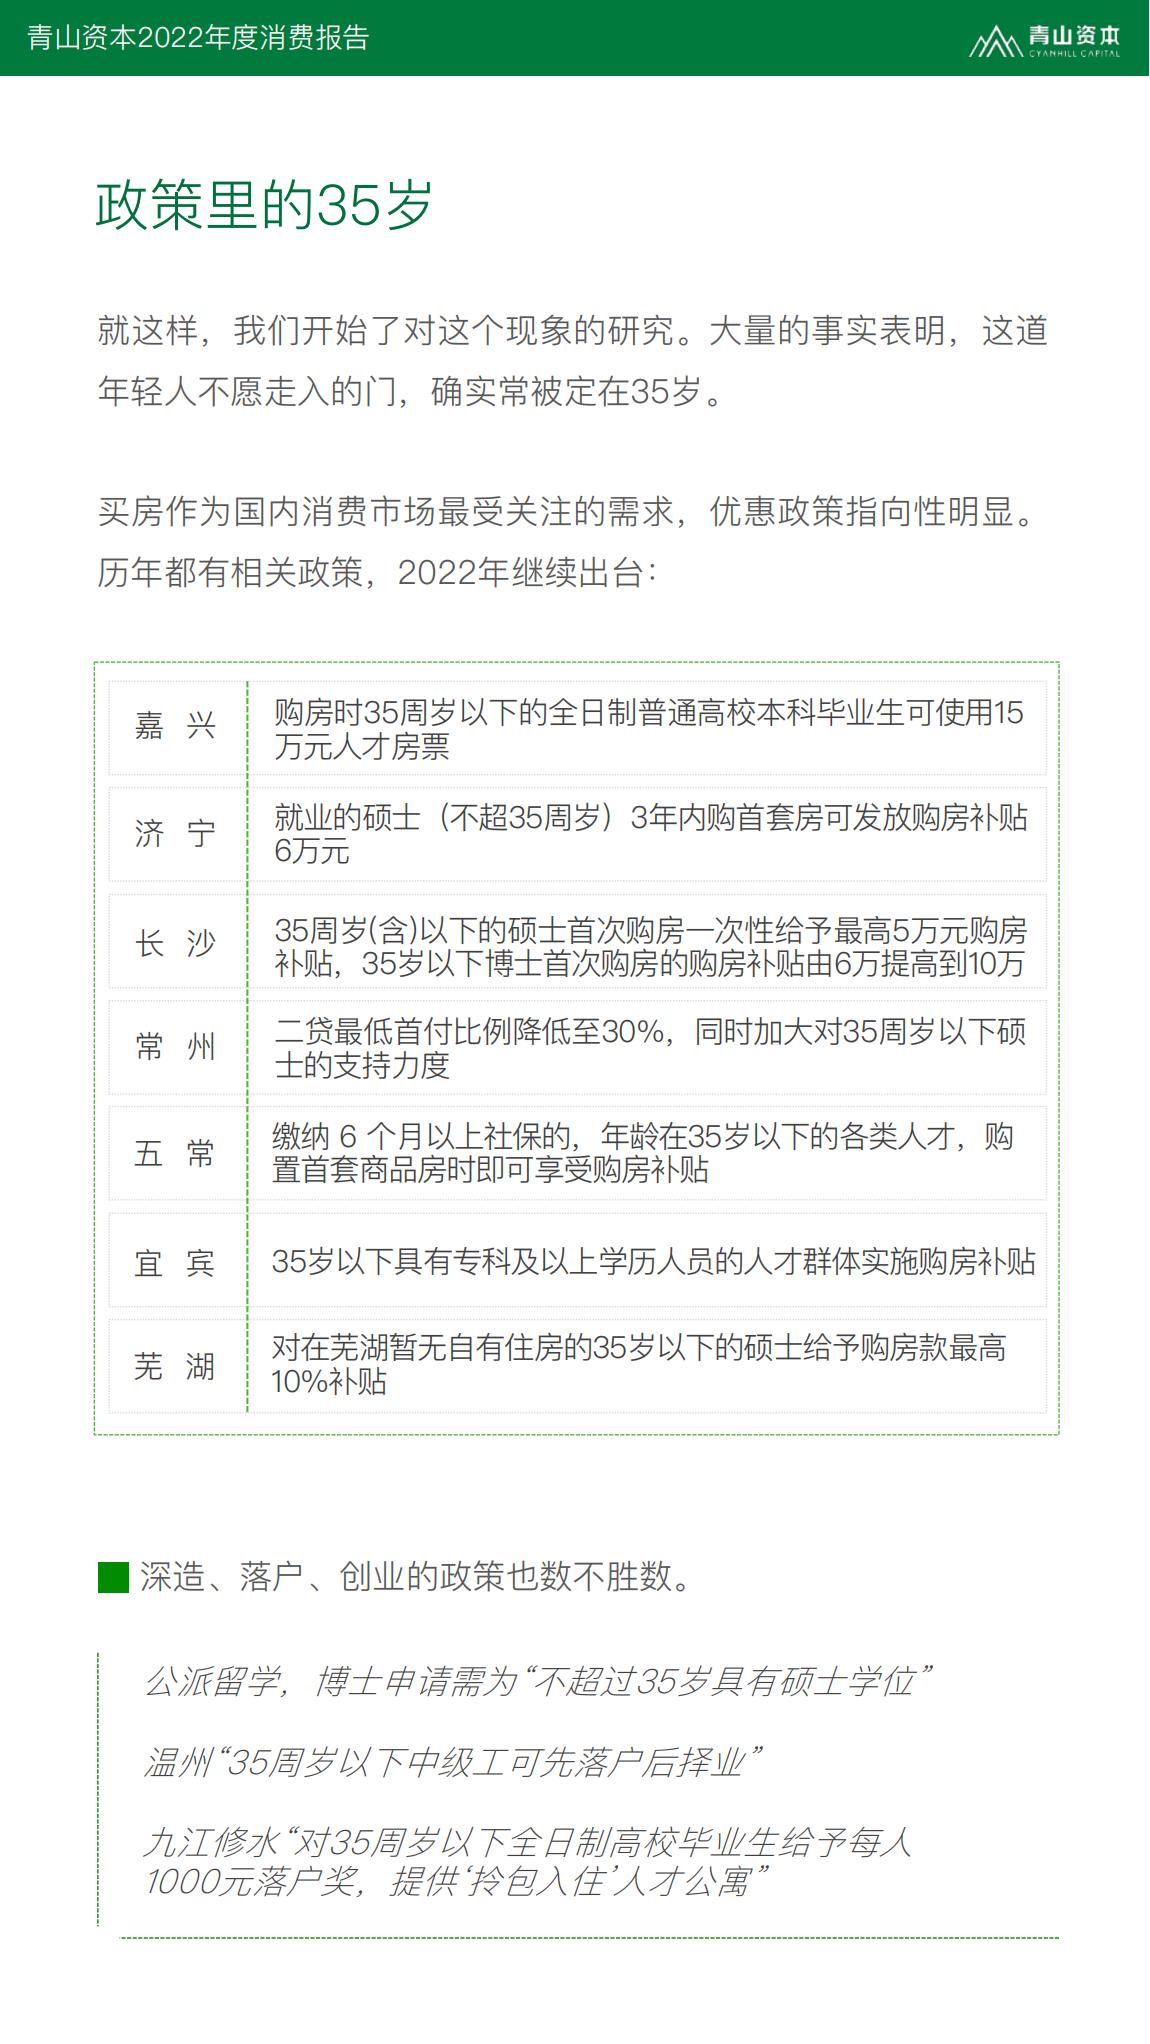 青山资本2022年度消费报告
青山资本
CYANHILL CAPITAL
政策里的35岁
就这样，我们开始了对这个现象的研究。大量的事实表明，这道
年轻人不愿走入的门，确实常被定在35岁。
买房作为国内消费市场最受关注的需求，优惠政策指向性明显。
历年都有相关政策，2022年继续出台：
嘉 兴
购房时35周岁以下的全日制普通高校本科毕业生可使用15
万元人才房票
济 宁
就业的硕士（不超35周岁）3年内购首套房可发放购房补贴
6万元
长 沙
35周岁(含)以下的硕士首次购房一次性给予最高5万元购房
补贴，35岁以下博士首次购房的购房补贴由6万提高到10万
常 州
二贷最低首付比例降低至30%，同时加大对35周岁以下硕
士的支持力度
五 常
缴纳 6 个月以上社保的，年龄在35岁以下的各类人才，购
置首套商品房时即可享受购房补贴
宜 宾
35岁以下具有专科及以上学历人员的人才群体实施购房补贴
芜 湖
对在芜湖暂无自有住房的35岁以下的硕士给予购房款最高
10%补贴
深造、落户、创业的政策也数不胜数。
公派留学，博士申请需为“不超过35岁具有硕士学位”
温州“35周岁以下中级工可先落户后择业”
九江修水“对35周岁以下全日制高校毕业生给予每人
1000元落户奖，提供‘拎包入住’人才公寓”